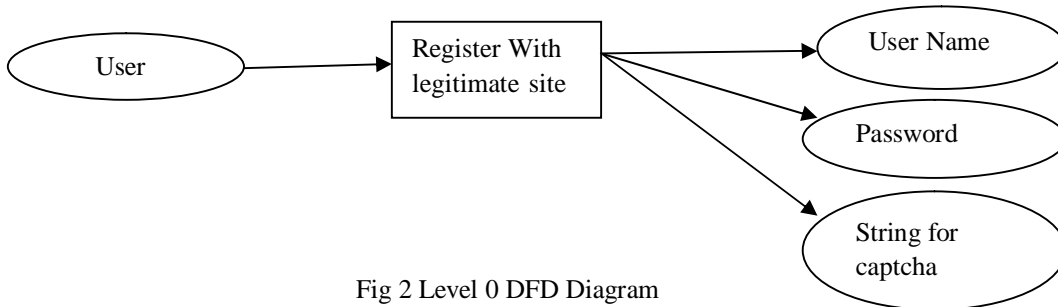 User
Register With
legitimate site
User Name
Password
String for
captcha
Fig 2 Level 0 DFD Diagram